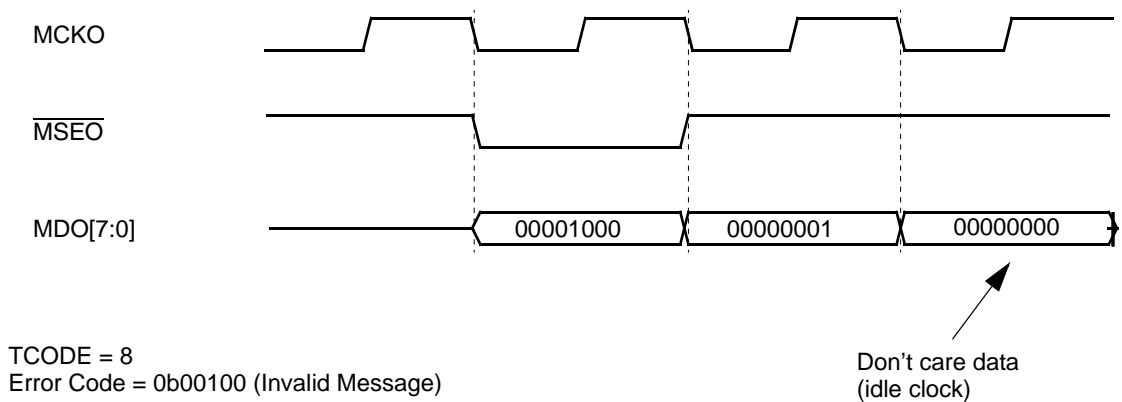 MCKO
MSEO
MDO[7:0]
00001000
00000001
00000000
TCODE = 8
Error Code = 0b00100 (Invalid Message)
Don't care data
(idle clock)